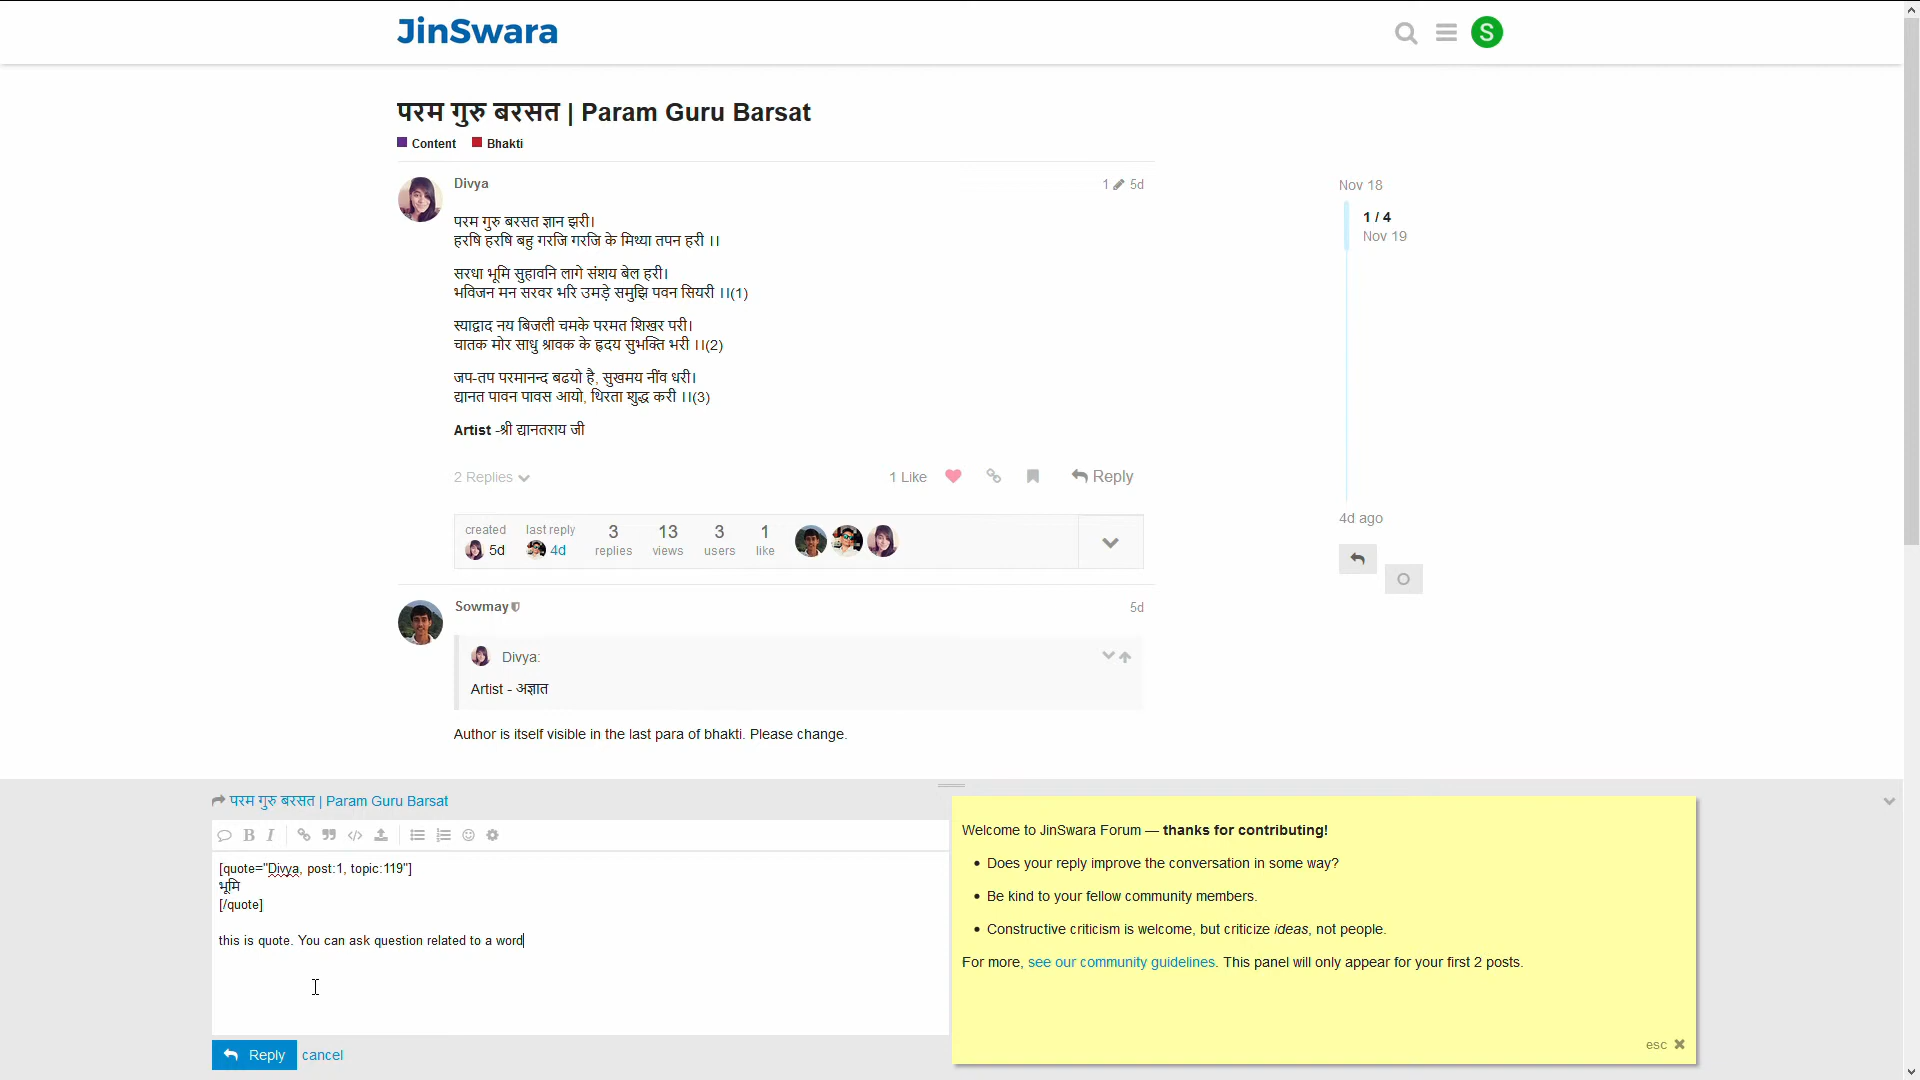 JinSwara
S
परम गुरु बरसत | Param Guru Barsat
Content Bhakti
Divya 1 5d
परम गुरु बरसत ज्ञान झरी।
हरषि हरषि बहु गरजि गरजि के मिथ्या तपन हरी ।।
सरधा भूमि सुहावनि लागे संशय बेल हरी।
भविजन मन सरवर भरि उमड़े समुझि पवन सियरी ।।(1)
स्याद्वाद नय बिजली चमके परमत शिखर परी।
चातक मोर साधु श्रावक के हृदय सुभक्ति भरी ।।(2)
जप-तप परमानन्द बढयो है, सुखमय नींव धरी।
द्यानत पावन पावस आयो, थिरता शुद्ध करी ।।(3)
Artist -श्री द्यानतराय जी
2 Replies 1 Like Reply
created last reply 3 13 3 1
5d 4d replies views users like
Nov 18
1 / 4
Nov 19
4d ago
Sowmay 5d
Divya:
Artist - अज्ञात
Author is itself visible in the last para of bhakti. Please change.
परम गुरु बरसत | Param Guru Barsat
B I
[quote="Divya, post:1, topic:119"]
भूमि
[/quote]
this is quote. You can ask question related to a word
Reply cancel
Welcome to JinSwara Forum — thanks for contributing!
• Does your reply improve the conversation in some way?
• Be kind to your fellow community members.
• Constructive criticism is welcome, but criticize ideas, not people.
For more, see our community guidelines. This panel will only appear for your first 2 posts.
esc